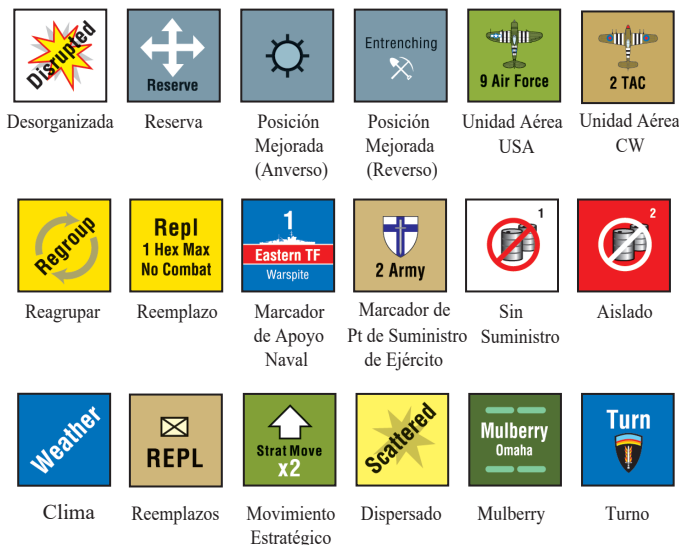 Disrupted
Reserve
Entrenching
9 Air Force
2 TAC
Desorganizada
Reserva
Posición
Mejorada
(Anverso)
Posición
Mejorada
(Reverso)
Unidad Aérea
USA
Unidad Aérea
CW
Regroup
Repl
1 Hex Max
No Combat
1
Eastern TF
Warspite
2 Army
1
2
Reagrupar
Reemplazo
Marcador
de Apoyo
Naval
Marcador de
Pt de Suministro
de Ejército
Sin
Suministro
Aislado
Weather
REPL
Strat Move
x2
Scattered
Mulberry
Omaha
Turn
Clima
Reemplazos
Movimiento
Estratégico
Dispersado
Mulberry
Turno